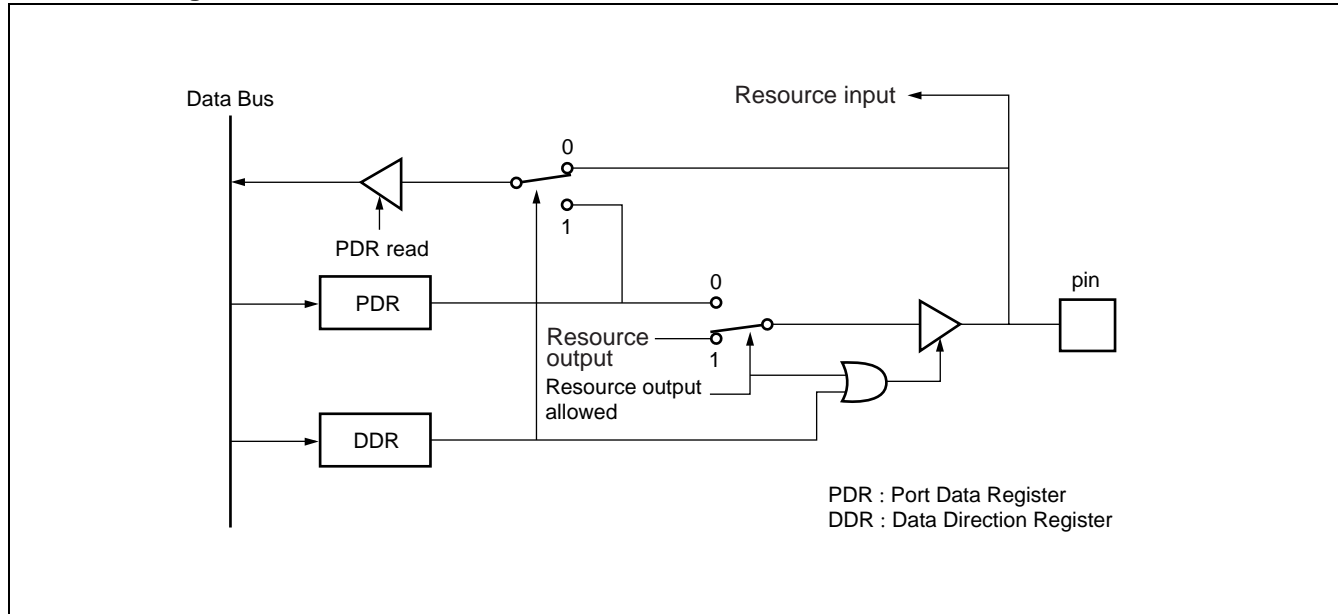 Data Bus
Resource input
0
1
PDR read
PDR
0
pin
Resource
output
1
Resource output
allowed
DDR
PDR : Port Data Register
DDR : Data Direction Register